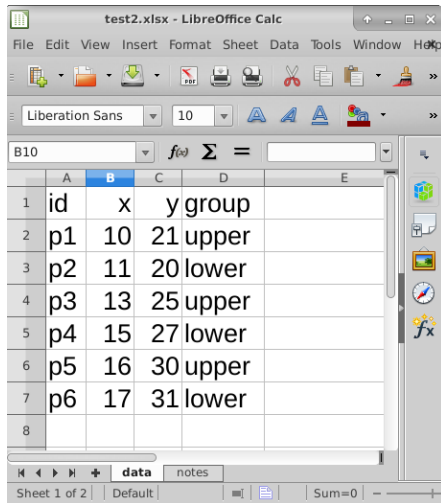 test2.xlsx - LibreOffice Calc
File Edit View Insert Format Sheet Data Tools Window Help
PDF »
Liberation Sans 10 A A A a »
B10 f(x) Σ =
A B C D E
1 id x y group
2 p1 10 21 upper
3 p2 11 20 lower
4 p3 13 25 upper
5 p4 15 27 lower
6 p5 16 30 upper
7 p6 17 31 lower
8
data notes
Sheet 1 of 2 Default Sum=0